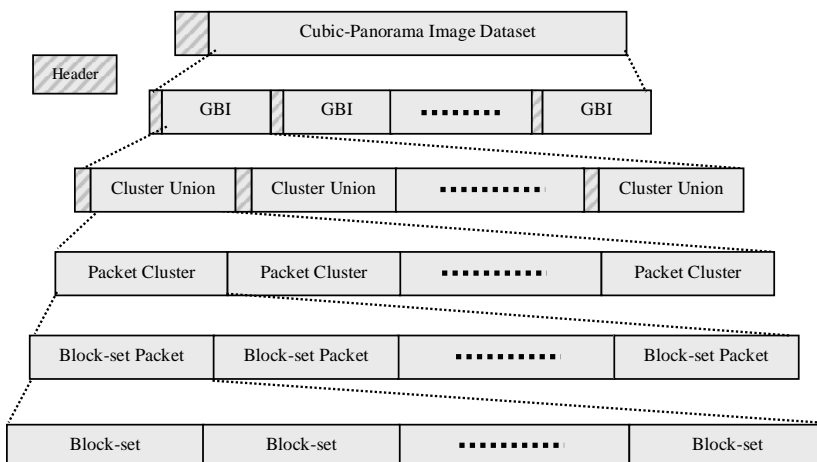 Cubic-Panorama Image Dataset
Header
GBI GBI GBI
Cluster Union Cluster Union Cluster Union
Packet Cluster Packet Cluster Packet Cluster
Block-set Packet Block-set Packet Block-set Packet
Block-set Block-set Block-set